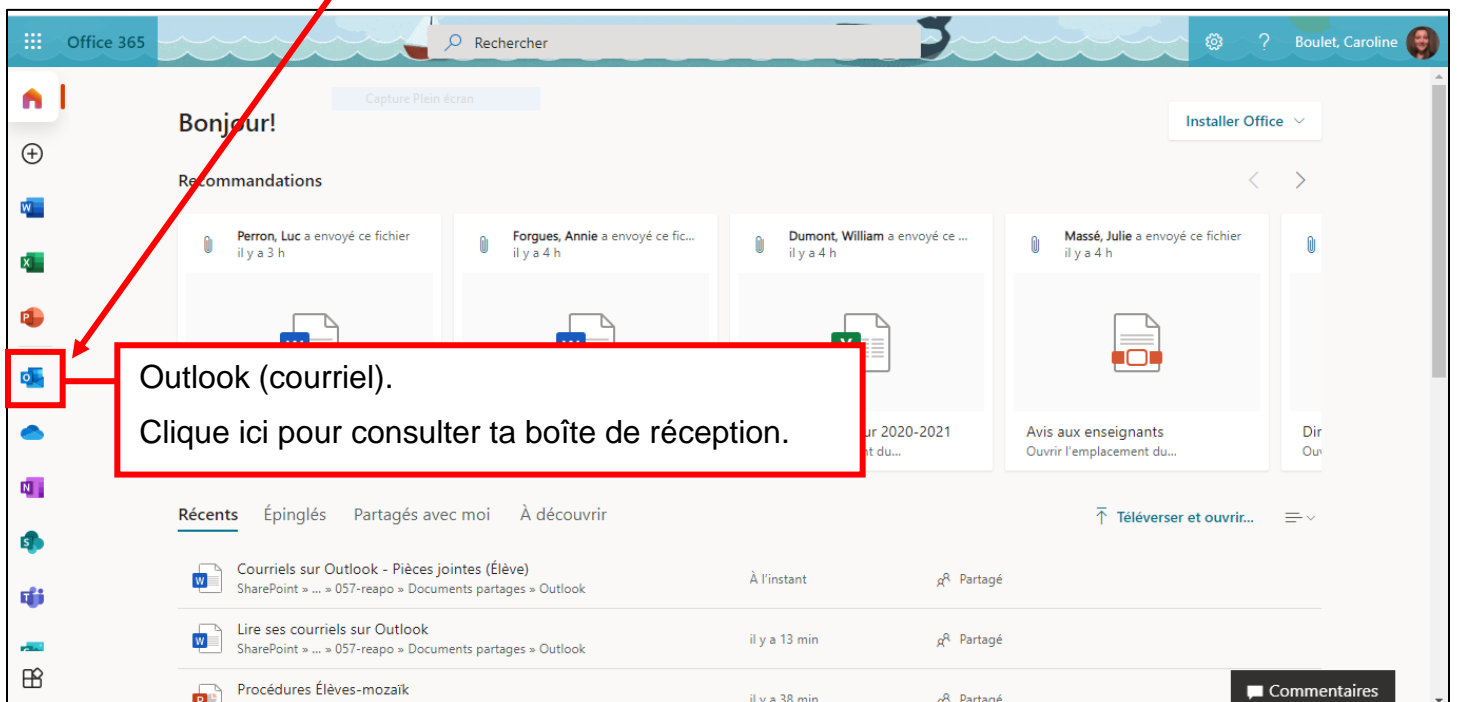 Office 365
Rechercher
?
Boulet, Caroline
Capture Plein écran
Bonjour!
Installer Office
Recommandations
Perron, Luc a envoyé ce fichier
il y a 3 h
Forgues, Annie a envoyé ce fic...
il y a 4 h
Dumont, William a envoyé ce ...
il y a 4 h
Massé, Julie a envoyé ce fichier
il y a 4 h
Outlook (courriel).
Clique ici pour consulter ta boîte de réception.
2020-2021
Avis aux enseignants
Ouvrir l'emplacement du...
Récents
Épinglés
Partagés avec moi
À découvrir
Téléverser et ouvrir...
Courriels sur Outlook - Pièces jointes (Élève)
À l'instant
Partagé
SharePoint » ... » 057-reapo » Documents partages » Outlook
Lire ses courriels sur Outlook
il y a 13 min
Partagé
SharePoint » ... » 057-reapo » Documents partages » Outlook
Procédures Élèves-mozaïk
il y a 38 min
Partagé
Commentaires